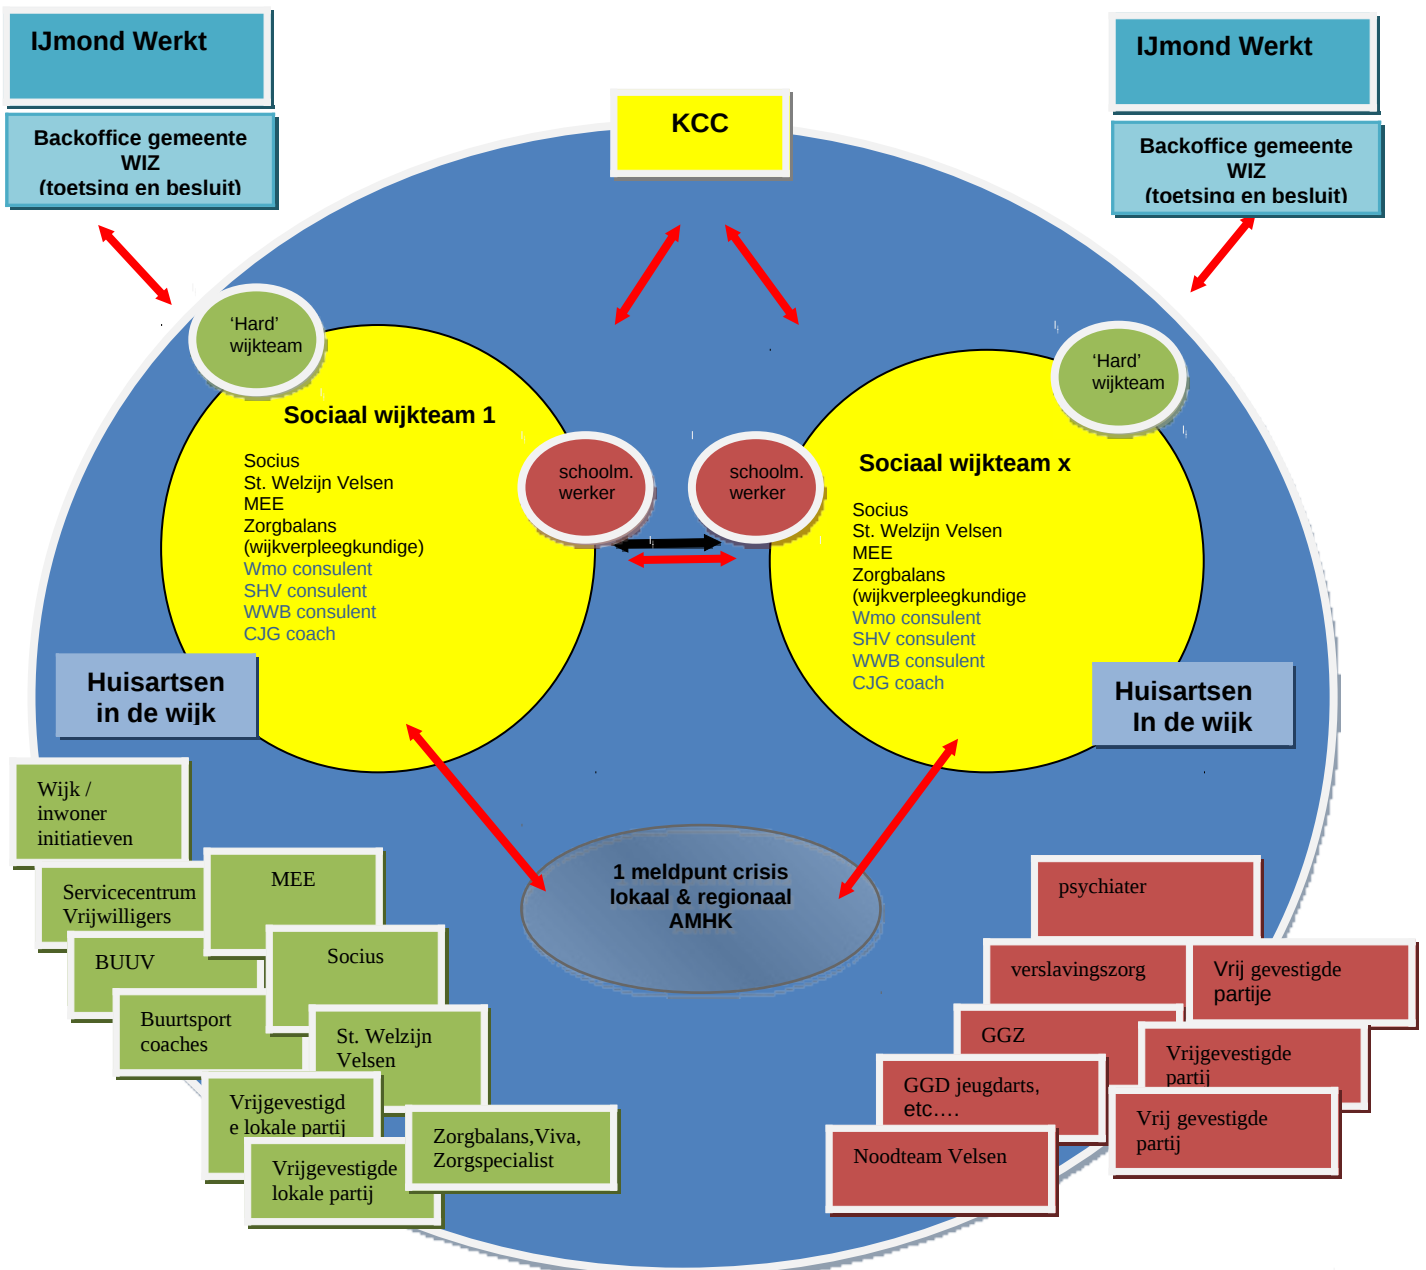 IJmond Werkt
Backoffice gemeente
WIZ
(toetsing en besluit)
KCC
IJmond Werkt
Backoffice gemeente
WIZ
(toetsing en besluit)
‘Hard’
wijkteam
‘Hard’
wijkteam
Sociaal wijkteam 1
Socius
St. Welzijn Velsen
MEE
Zorgbalans
(wijkverpleegkundige)
Wmo consulent
SHV consulent
WWB consulent
CJG coach
schoolm.
werker
schoolm.
werker
Sociaal wijkteam x
Socius
St. Welzijn Velsen
MEE
Zorgbalans
(wijkverpleegkundige
Wmo consulent
SHV consulent
WWB consulent
CJG coach
Huisartsen
in de wijk
Huisartsen
In de wijk
1 meldpunt crisis
lokaal & regionaal
AMHK
Wijk /
inwoner
initiatieven
Servicecentrum
Vrijwilligers
MEE
BUUV
Socius
Buurtsport
coaches
St. Welzijn
Velsen
Vrijgevestigd
e lokale partij
Vrijgevestigde
lokale partij
Zorgbalans,Viva,
Zorgspecialist
psychiater
verslavingszorg
Vrij gevestigde
partije
GGZ
Vrijgevestigde
partij
GGD jeugdarts,
etc….
Vrij gevestigde
partij
Noodteam Velsen